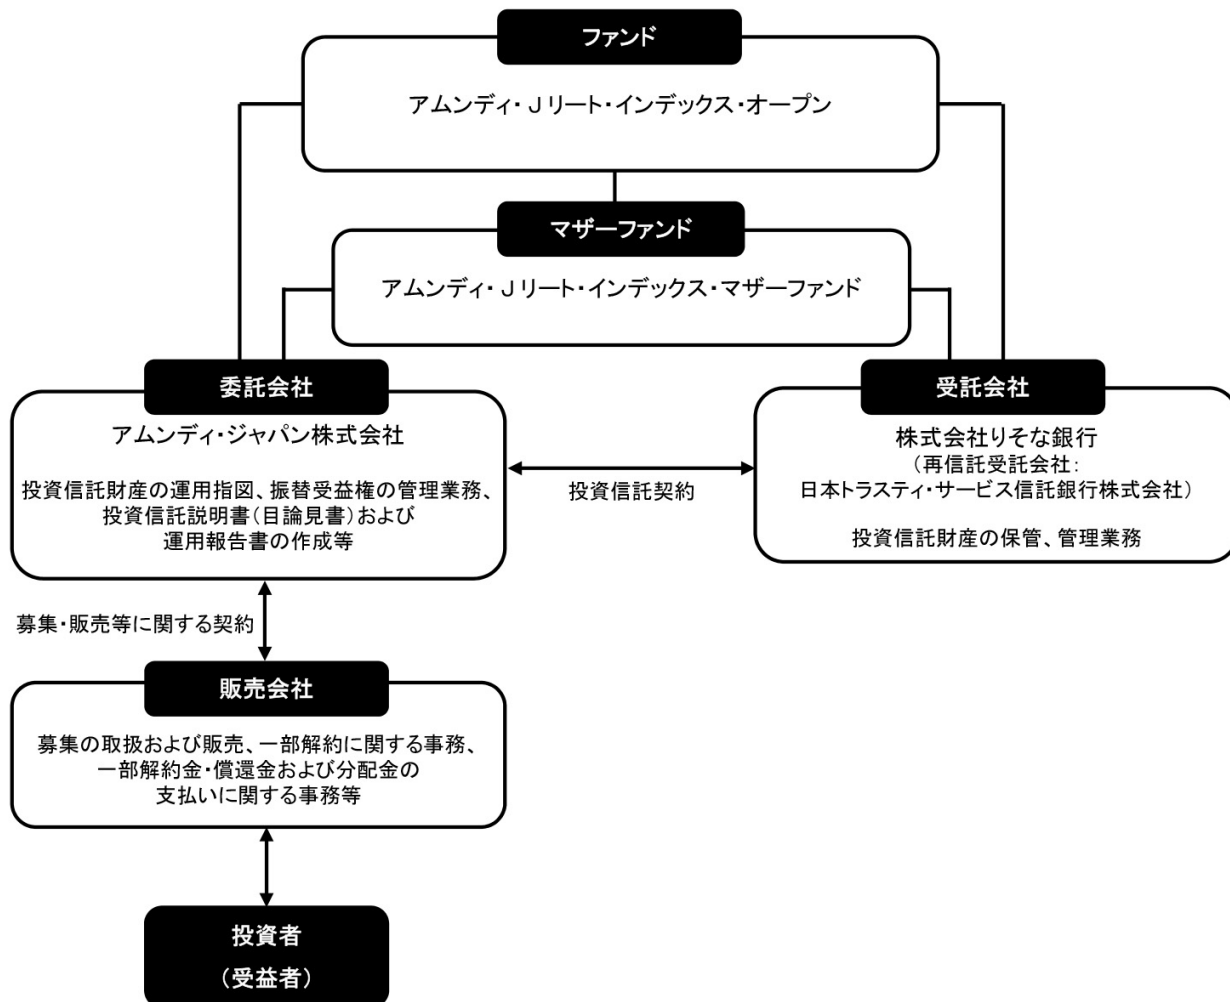 ファンド
アムンディ・Jリート・インデックス・オープン
マザーファンド
アムンディ・Jリート・インデックス・マザーファンド
委託会社
アムンディ・ジャパン株式会社
投資信託財産の運用指図、振替受益権の管理業務、
投資信託説明書(目論見書)および
運用報告書の作成等
投資信託契約
受託会社
株式会社りそな銀行
(再信託受託会社:
日本トラスティ・サービス信託銀行株式会社)
投資信託財産の保管、管理業務
募集・販売等に関する契約
販売会社
募集の取扱および販売、一部解約に関する事務、
一部解約金・償還金および分配金の
支払いに関する事務等
投資者
(受益者)